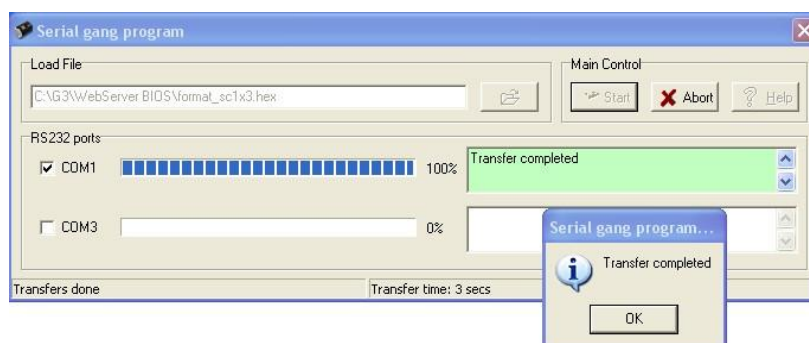 Serial gang program
Load File
C:\G3\WebServer BIOS\format_sc1x3.hex
Main Control
Start
Abort
Help
RS232 ports
COM1
100%
Transfer completed
COM3
0%
Serial gang program...
Transfer completed
OK
Transfers done
Transfer time: 3 secs